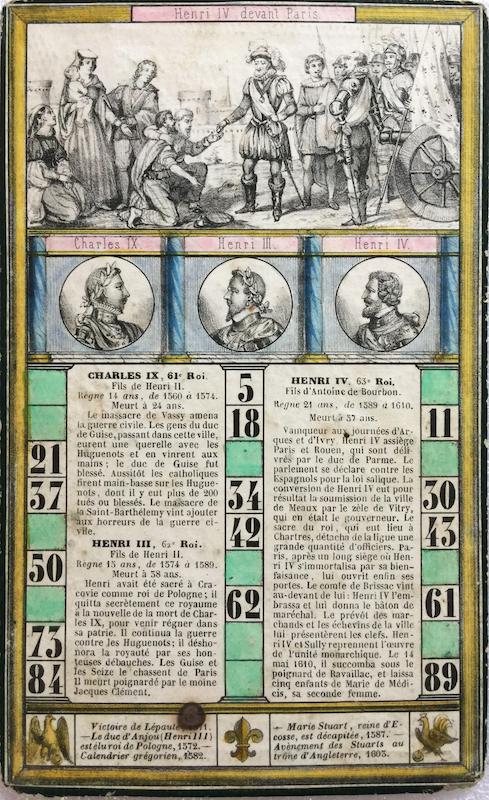 Henri IV devant Paris
Charles IX.
Henri III.
Henri IV.
CHARLES IX, 61e Roi.
Fils de Henri II.
Règne 14 ans, de 1560 à 1574.
Meurt à 24 ans.
Le massacre de Vassy amena
la guerre civile. Les gens du duc
de Guise, passant dans cette ville,
eurent une querelle avec les
Huguenots et en vinrent aux
mains; le duc de Guise fut
blessé. Aussitôt les catholiques
firent main-basse sur les Hugue-
nots, dont il y eut plus de 200
tués ou blessés. Le massacre de
la Saint-Barthélemy vint ajouter
aux horreurs de la guerre ci-
vile.
HENRI III, 62e Roi.
Fils de Henri II.
Règne 15 ans, de 1574 à 1589.
Meurt à 38 ans.
Henri avait été sacré à Cra-
covie comme roi de Pologne; il
quitta secrètement ce royaume
à la nouvelle de la mort de Char-
les IX, pour venir régner dans
sa patrie. Il continua la guerre
contre les Huguenots; il désho-
nora la royauté par ses hon-
teuses débauches. Les Guise et
les Seize le chassent de Paris
Il meurt poignardé par le moine
Jacques Clément.
21
37
50
73
84
5
18
34
42
62
HENRI IV, 63e Roi.
Fils d'Antoine de Bourbon.
Règne 21 ans, de 1589 à 1610.
Meurt à 57 ans.
Vainqueur aux journées d'Ar-
ques et d'Ivry, Henri IV assiège
Paris et Rouen, qui sont déli-
vrés par le duc de Parme. Le
parlement se déclare contre les
Espagnols pour la loi salique. La
conversion de Henri IV eut pour
résultat la soumission de la ville
de Meaux par le zèle de Vitry,
qui en était le gouverneur. Le
sacre du roi, qui eut lieu à
Chartres, détacha de la ligue une
grande quantité d'officiers. Pa-
ris, après un long siège où Hen-
ri IV s'immortalisa par sa bien-
faisance, lui ouvrit enfin ses
portes. Le comte de Brissac vint
au-devant de lui: Henri IV l'em-
brassa et lui donna le bâton de
maréchal. Le prévôt des mar-
chands et les échevins de la ville
lui présentèrent les clefs. Hen-
ri IV et Sully reprennent l'œuvre
de l'unité monarchique. Le 14
mai 1610, il succomba sous le
poignard de Ravaillac, et laissa
cinq enfants de Marie de Médi-
cis, sa seconde femme.
11
30
43
61
89
Victoire de Lépante,
— Le duc d'Anjou (Henri III)
est élu roi de Pologne, 1572. —
Calendrier grégorien, 1582.
— Marie Stuart, reine d'E-
cosse, est décapitée, 1587. —
Avènement des Stuarts au
trône d'Angleterre, 1603.